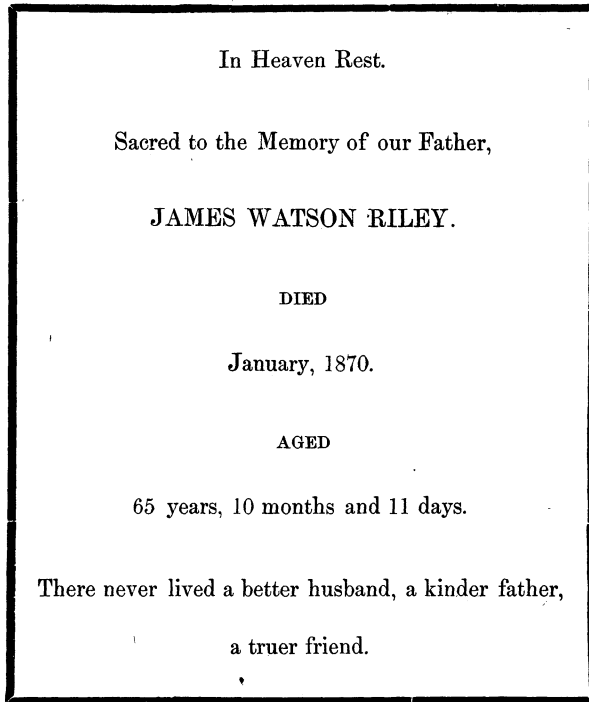 In Heaven Rest.
Sacred to the Memory of our Father,
JAMES WATSON RILEY.
DIED
January, 1870.
AGED
65 years, 10 months and 11 days.
There never lived a better husband, a kinder father,
a truer friend.